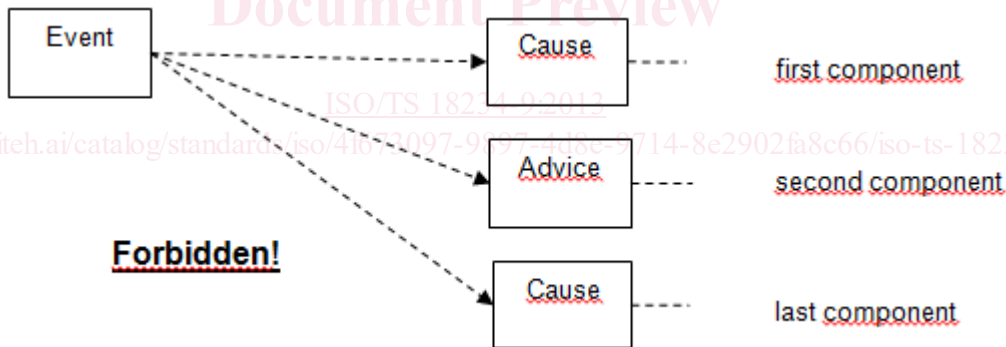 Document Preview
Event
Cause
first component
ISO/TS 18234-9:2013
iteh.ai/catalog/standards/iso/4f673097-9897-4d8e-9714-8e2902fa8c66/iso-ts-182
Advice
second component
Forbidden!
Cause
last component